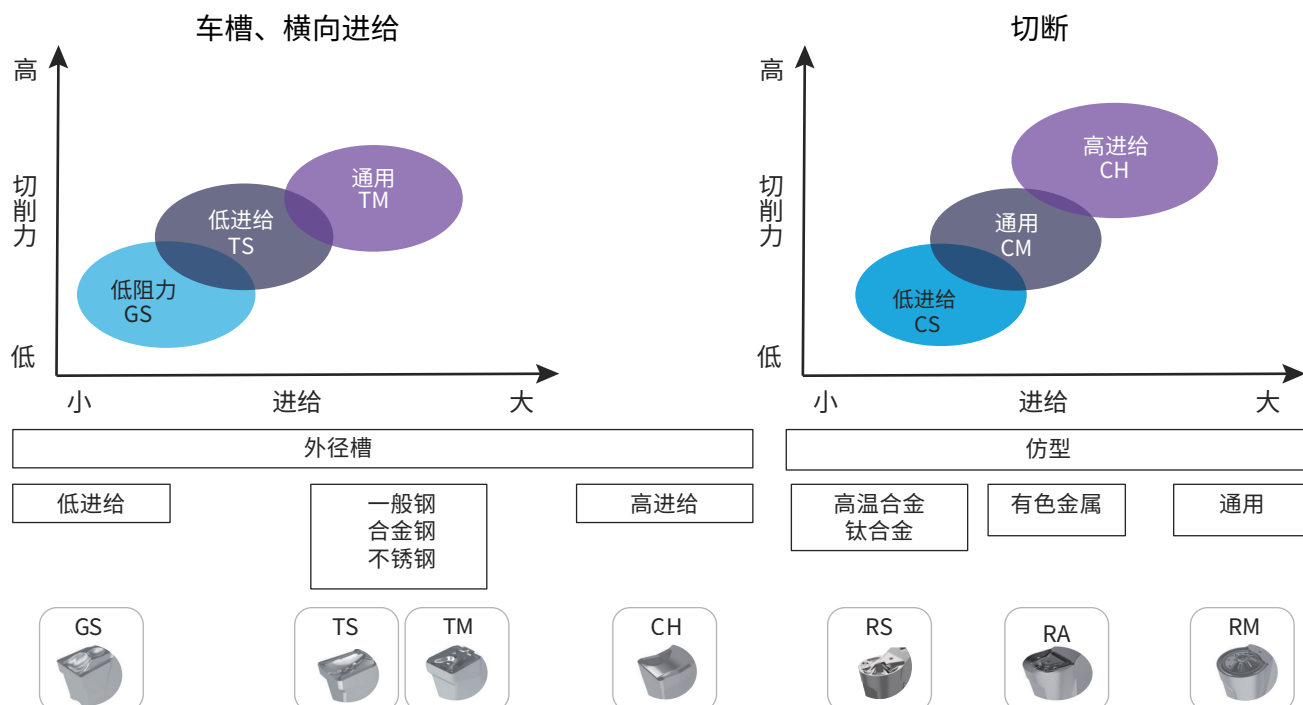 车槽、横向进给
高
切削力
低
通用
TM
低进给
TS
低阻力
GS
小
进给
大
切断
高
切削力
低
高进给
CH
通用
CM
低进给
CS
小
进给
大
外径槽
低进给
一般钢
合金钢
不锈钢
高进给
仿型
高温合金
钛合金
有色金属
通用
GS
TS
TM
CH
RS
RA
RM